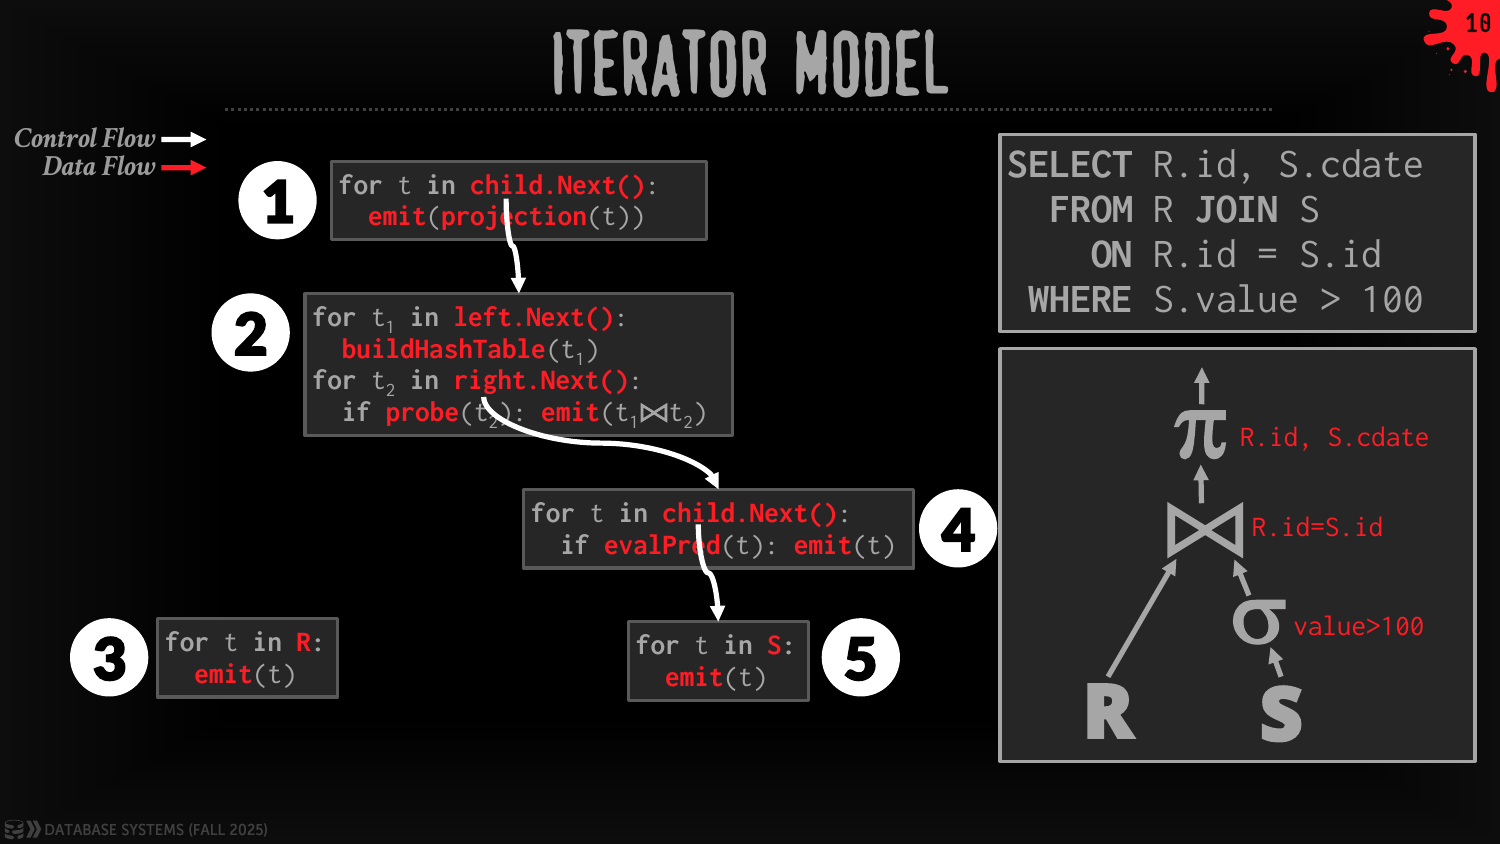 10
ITERATOR MODEL
Control Flow
Data Flow
1
for t in child.Next():
emit(projection(t))
2
for t1 in left.Next():
buildHashTable(t1)
for t2 in right.Next():
if probe(t2): emit(t1⋈t2)
for t in child.Next():
if evalPred(t): emit(t)
4
3
for t in R:
emit(t)
for t in S:
emit(t)
5
SELECT R.id, S.cdate
FROM R JOIN S
ON R.id = S.id
WHERE S.value > 100
π R.id, S.cdate
⋈ R.id=S.id
σ value>100
R S
DATABASE SYSTEMS (FALL 2025)